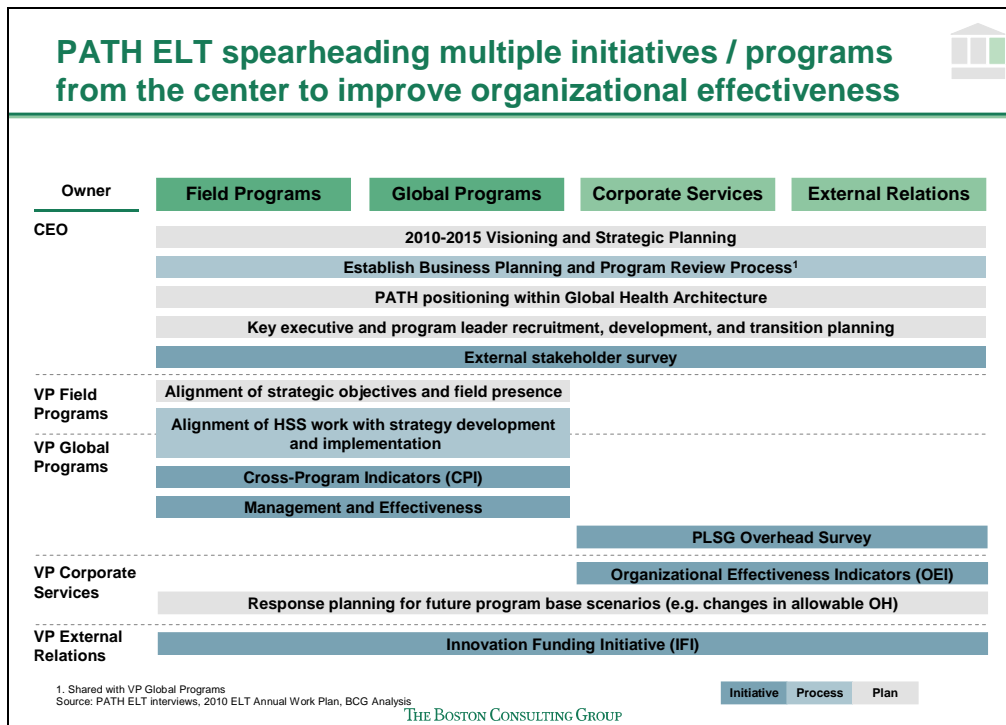 PATH ELT spearheading multiple initiatives / programs
from the center to improve organizational effectiveness
Owner
Field Programs
Global Programs
Corporate Services
External Relations
CEO
2010-2015 Visioning and Strategic Planning
Establish Business Planning and Program Review Process¹
PATH positioning within Global Health Architecture
Key executive and program leader recruitment, development, and transition planning
External stakeholder survey
VP Field
Programs
Alignment of strategic objectives and field presence
Alignment of HSS work with strategy development
and implementation
VP Global
Programs
Cross-Program Indicators (CPI)
Management and Effectiveness
PLSG Overhead Survey
VP Corporate
Services
Organizational Effectiveness Indicators (OEI)
Response planning for future program base scenarios (e.g. changes in allowable OH)
VP External
Relations
Innovation Funding Initiative (IFI)
1. Shared with VP Global Programs
Source: PATH ELT interviews, 2010 ELT Annual Work Plan, BCG Analysis
Initiative
Process
Plan
THE BOSTON CONSULTING GROUP